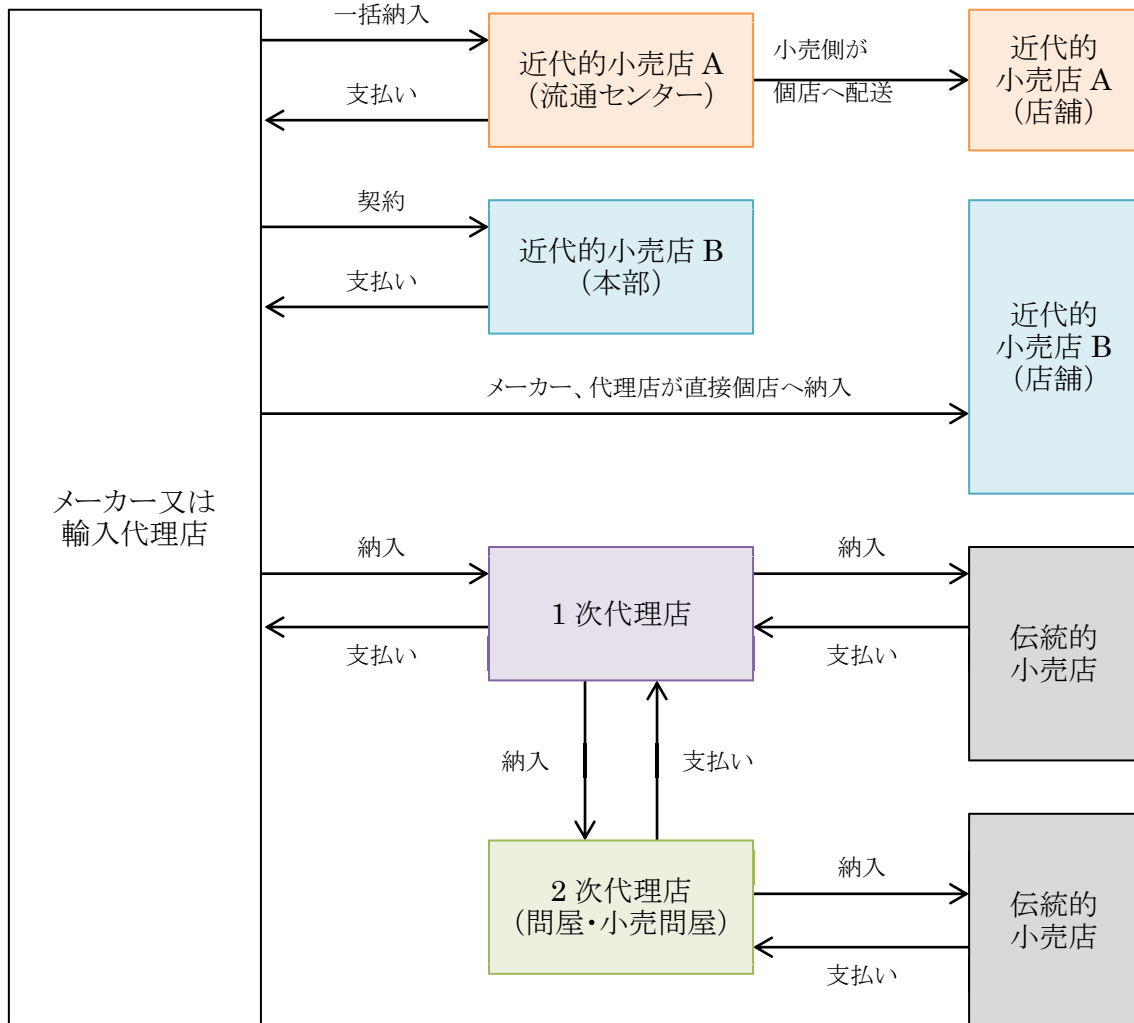 一括納入
近代的小売店 A
（流通センター）
小売側が
個店へ配送
近代的
小売店 A
（店舗）
支払い
契約
近代的小売店 B
（本部）
支払い
近代的
小売店 B
（店舗）
メーカー、代理店が直接個店へ納入
メーカー又は
輸入代理店
納入
1 次代理店
納入
支払い
支払い
伝統的
小売店
納入
支払い
2 次代理店
（問屋・小売問屋）
納入
支払い
伝統的
小売店